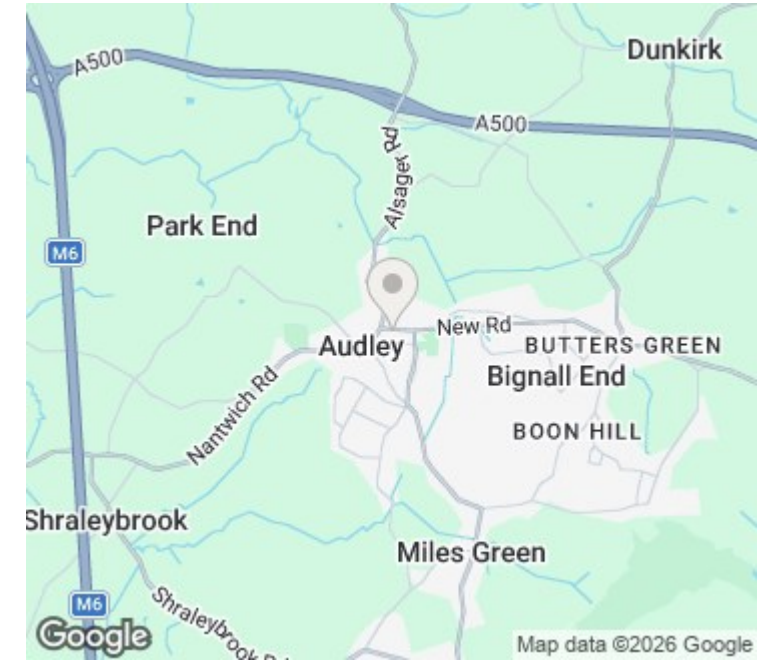 Dunkirk
A500
A500
Alsager Rd
Park End
M6
New Rd
Audley
BUTTERS GREEN
Bignall End
Nantwich Rd
BOON HILL
Shraleybrook
Miles Green
M6
Shraleybrook Rd
Google
Map data ©2026 Google